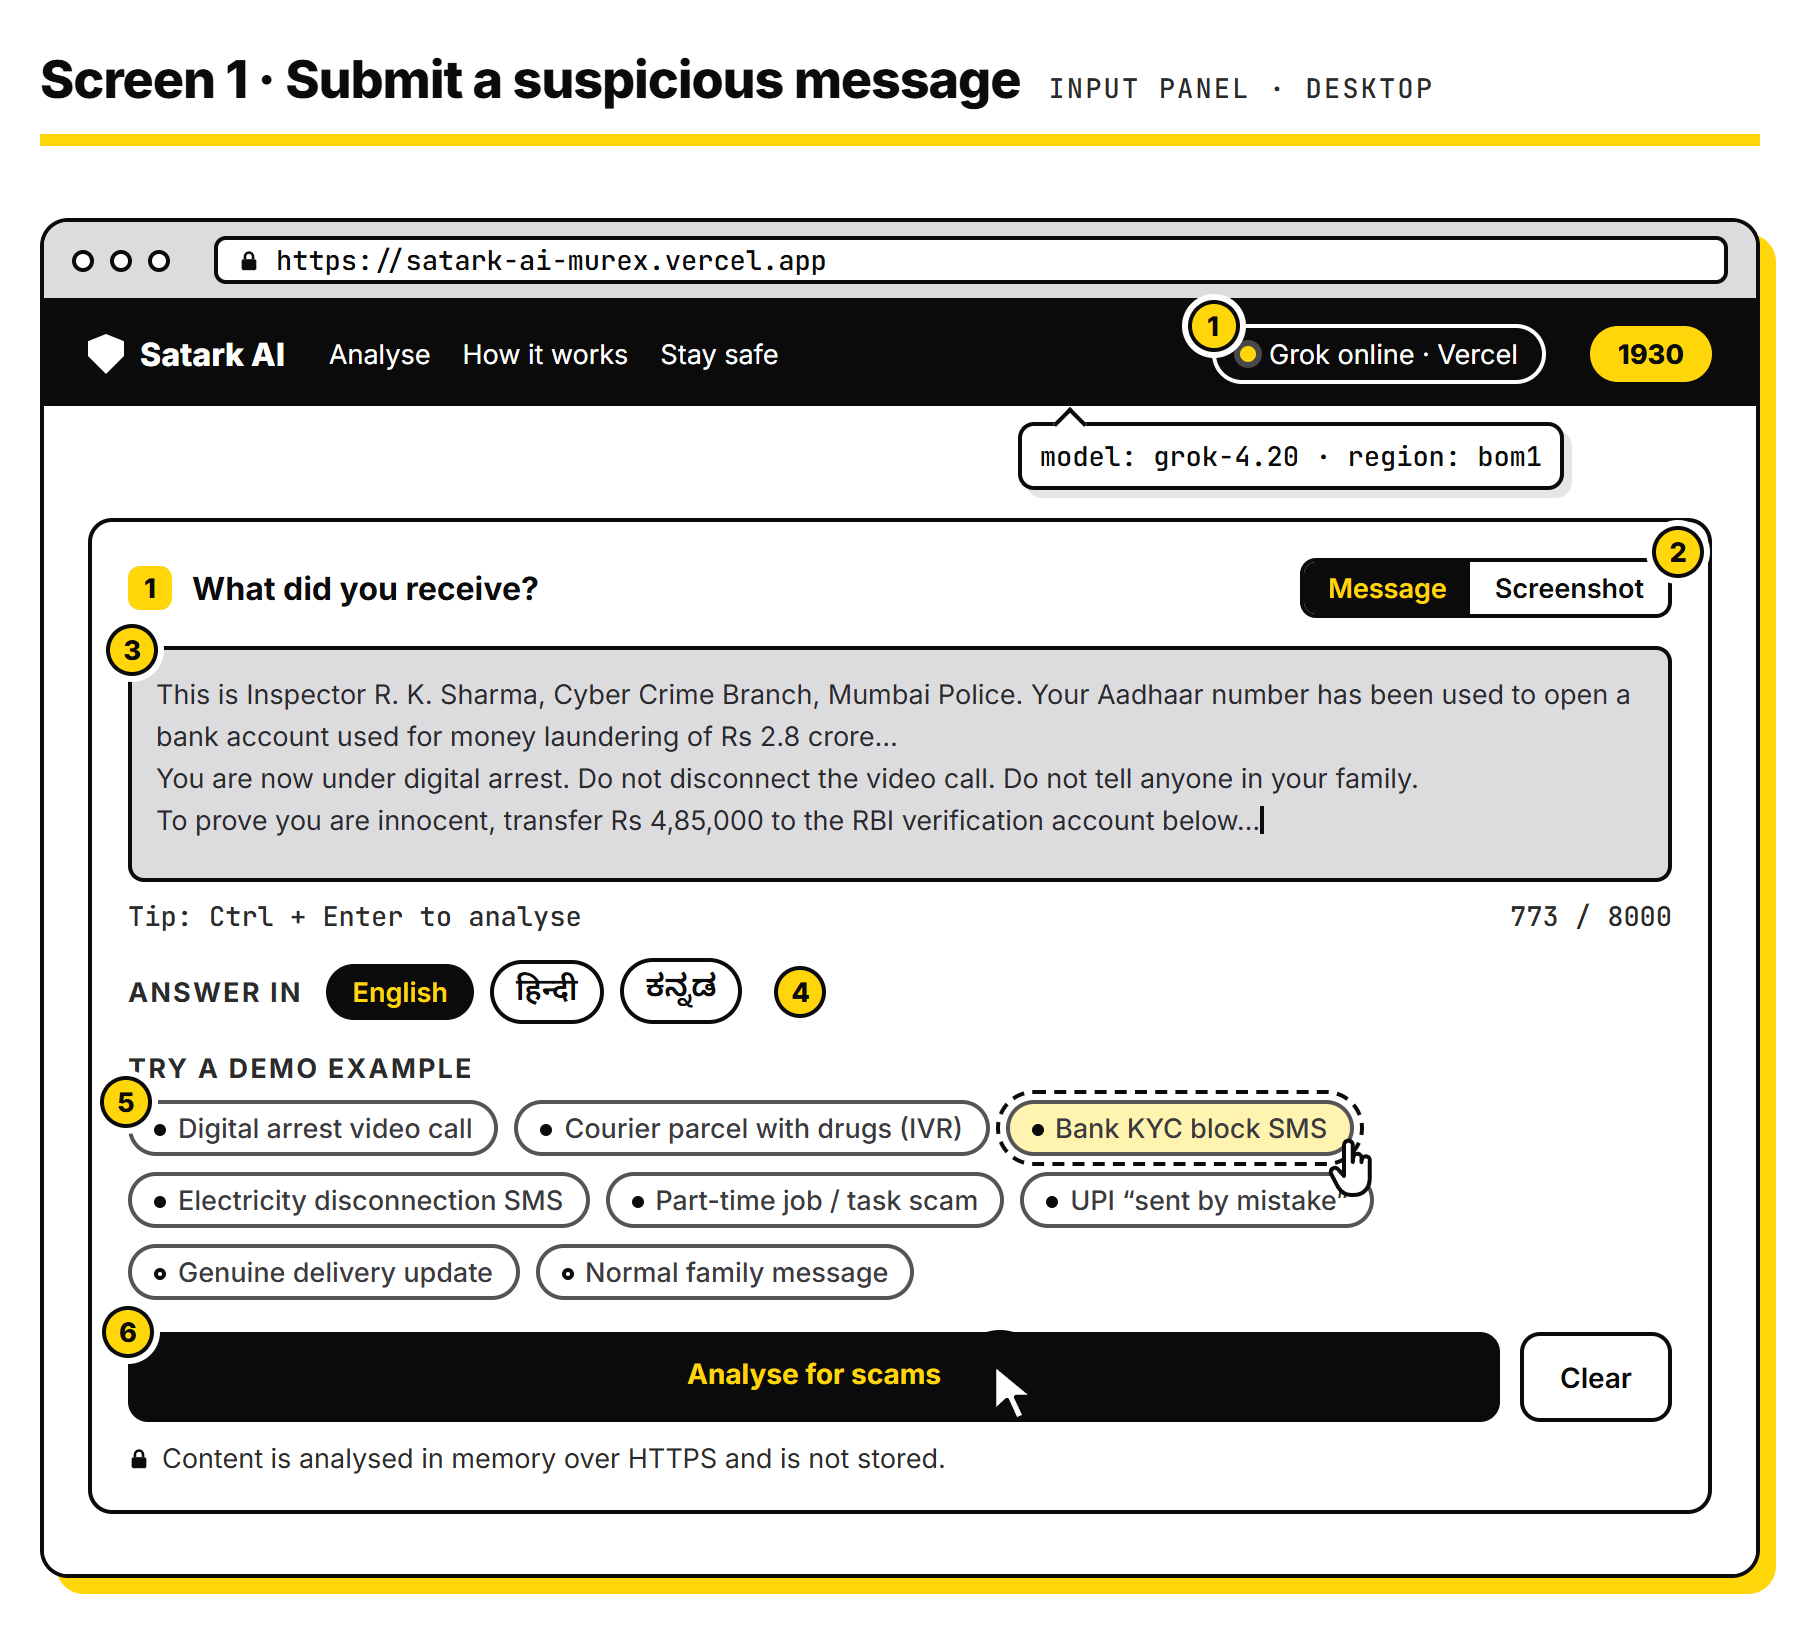 Screen 1 · Submit a suspicious message INPUT PANEL · DESKTOP
https://satark-ai-murex.vercel.app
Satark AI Analyse How it works Stay safe 1 Grok online · Vercel 1930
model: grok-4.20 · region: bom1
2
1 What did you receive? Message Screenshot
3
This is Inspector R. K. Sharma, Cyber Crime Branch, Mumbai Police. Your Aadhaar number has been used to open a
bank account used for money laundering of Rs 2.8 crore...
You are now under digital arrest. Do not disconnect the video call. Do not tell anyone in your family.
To prove you are innocent, transfer Rs 4,85,000 to the RBI verification account below...
Tip: Ctrl + Enter to analyse 773 / 8000
ANSWER IN English हिन्दी ಕನ್ನಡ 4
TRY A DEMO EXAMPLE
5
Digital arrest video call Courier parcel with drugs (IVR) Bank KYC block SMS
Electricity disconnection SMS Part-time job / task scam UPI “sent by mistake”
Genuine delivery update Normal family message
6
Analyse for scams Clear
Content is analysed in memory over HTTPS and is not stored.